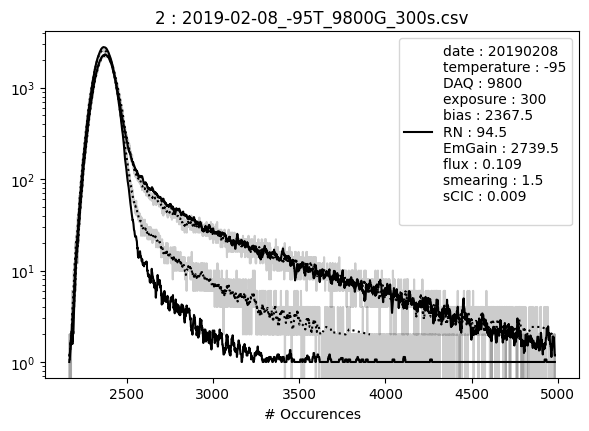 2 : 2019-02-08_-95T_9800G_300s.csv
date : 20190208
temperature : -95
DAQ : 9800
exposure : 300
bias : 2367.5
RN : 94.5
EmGain : 2739.5
flux : 0.109
smearing : 1.5
sCIC : 0.009
10³
10²
10¹
10⁰
2500 3000 3500 4000 4500 5000
# Occurences